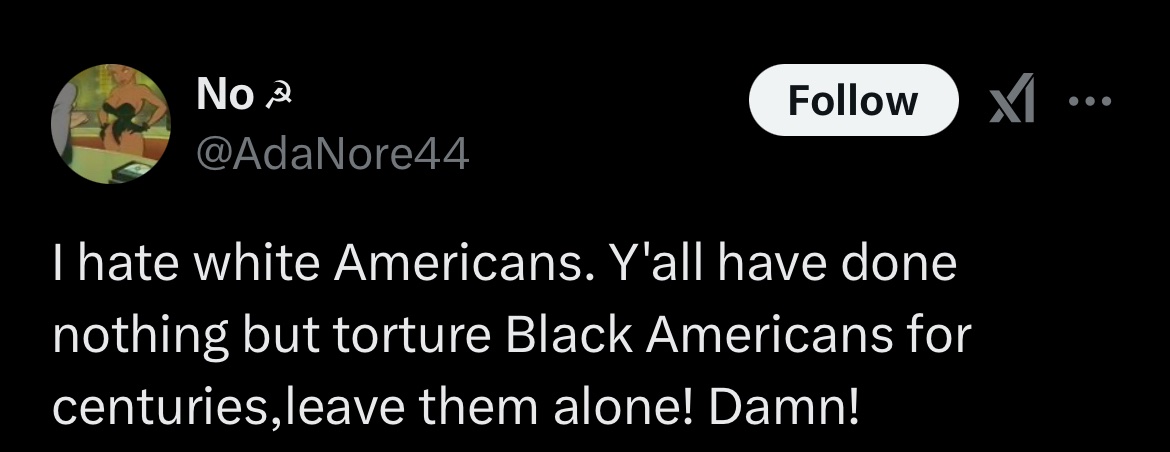 No ☭
@AdaNore44
Follow
I hate white Americans. Y'all have done
nothing but torture Black Americans for
centuries,leave them alone! Damn!